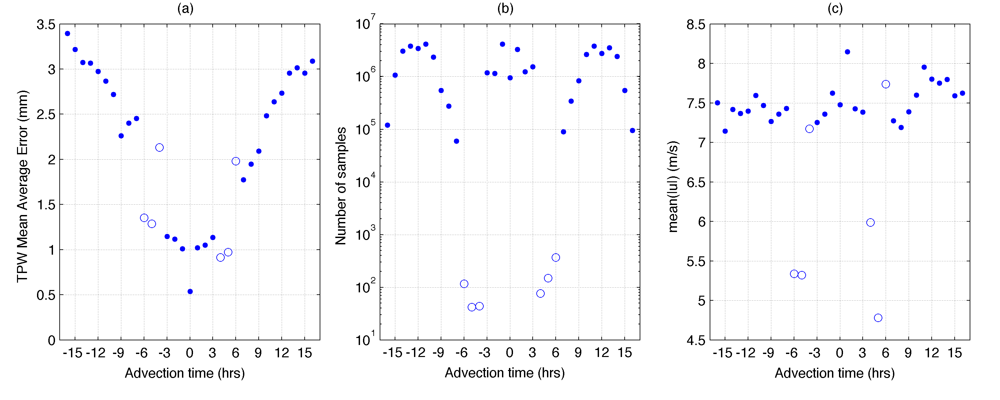 (a)
3.5
3
2.5
2
1.5
1
0.5
0
TPW Mean Average Error (mm)
-15 -12 -9 -6 -3 0 3 6 9 12 15
Advection time (hrs)
(b)
10^7
10^6
10^5
10^4
10^3
10^2
10^1
Number of samples
-15 -12 -9 -6 -3 0 3 6 9 12 15
Advection time (hrs)
(c)
8.5
8
7.5
7
6.5
6
5.5
5
4.5
mean(lul) (m/s)
-15 -12 -9 -6 -3 0 3 6 9 12 15
Advection time (hrs)